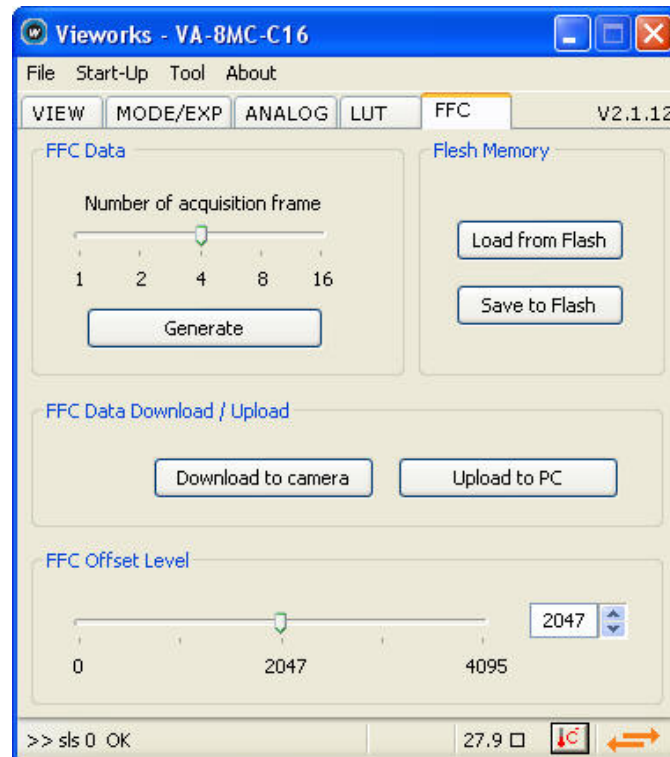 Vieworks - VA-8MC-C16
File Start-Up Tool About
VIEW MODE/EXP ANALOG LUT FFC V2.1.12
FFC Data
Number of acquisition frame
1 2 4 8 16
Generate
Flesh Memory
Load from Flash
Save to Flash
FFC Data Download / Upload
Download to camera Upload to PC
FFC Offset Level
2047
0 2047 4095
>> sls 0 OK 27.9 □ C